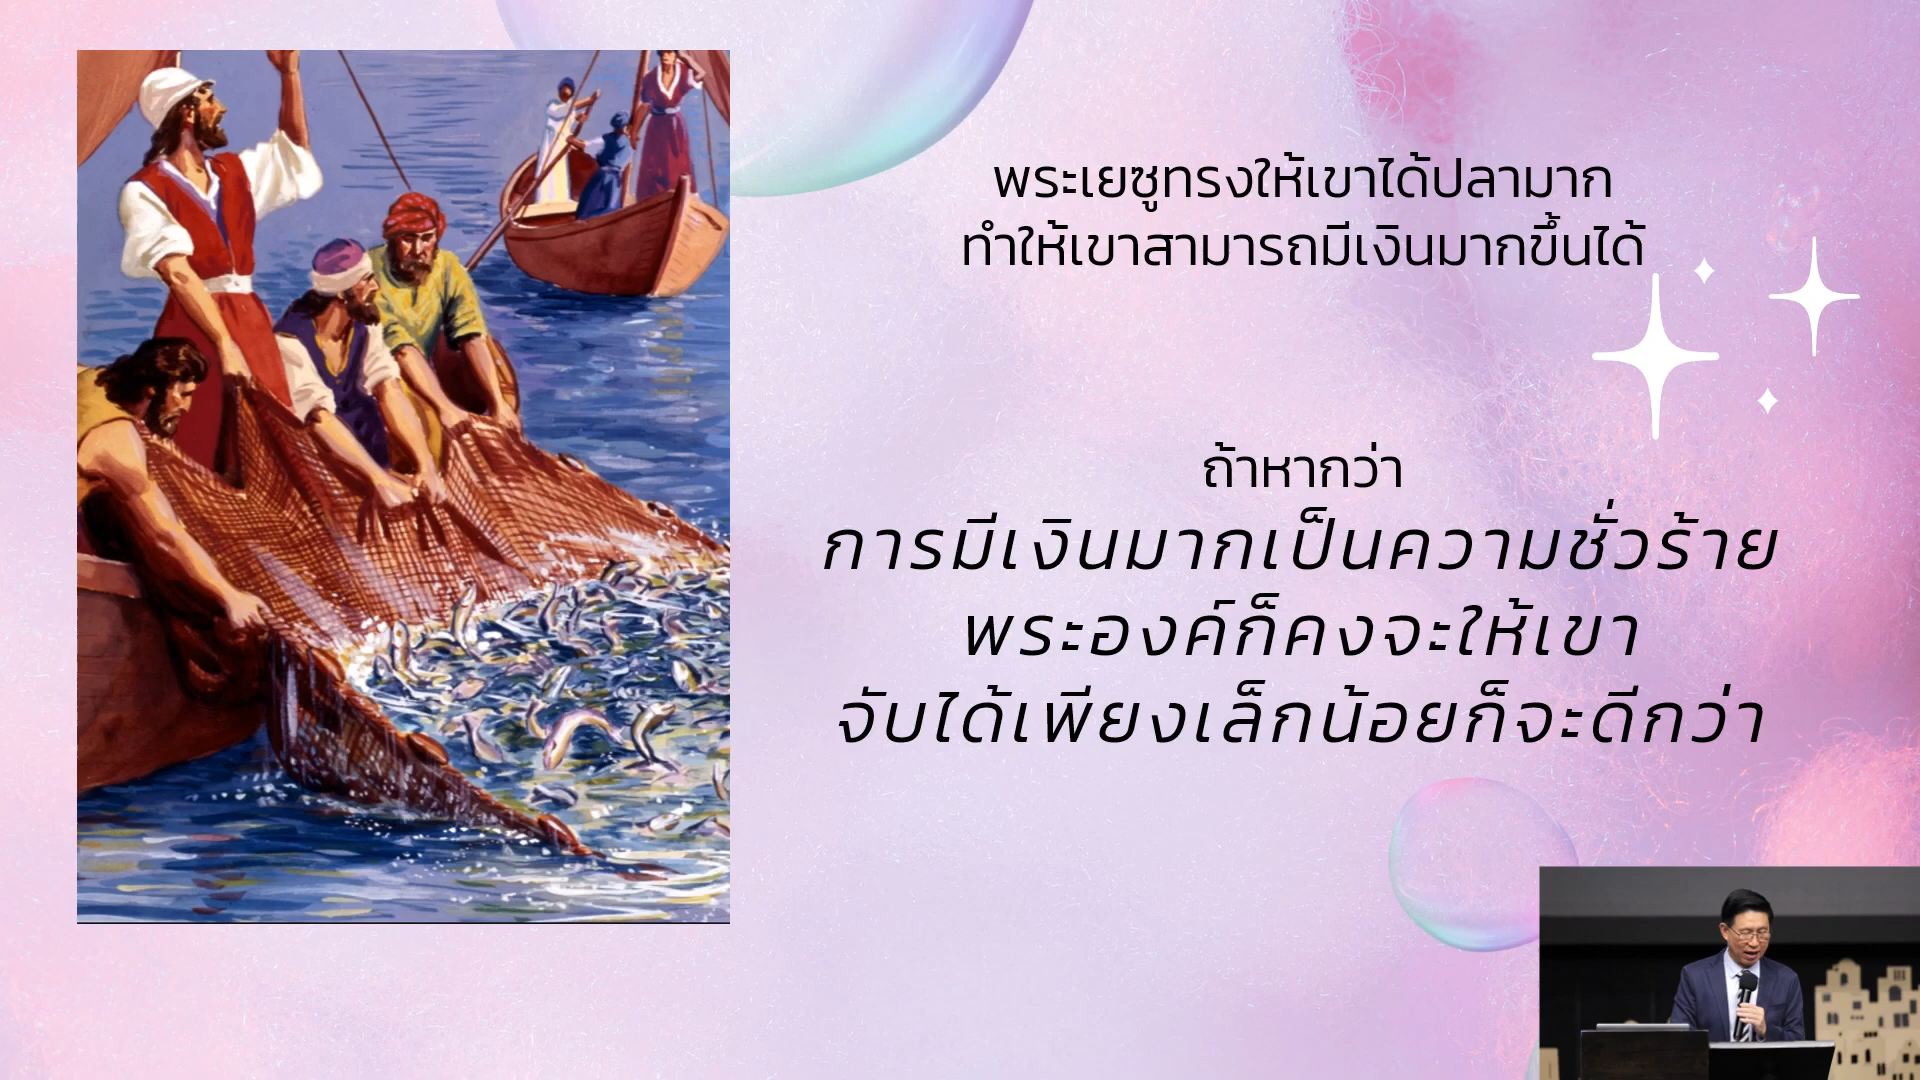 พระเยซูทรงให้เขาได้ปลามาก
ทำให้เขาสามารถมีเงินมากขึ้นได้
ถ้าหากว่า
การมีเงินมากเป็นความชั่วร้าย
พระองค์ก็คงจะให้เขา
จับได้เพียงเล็กน้อยก็จะดีกว่า